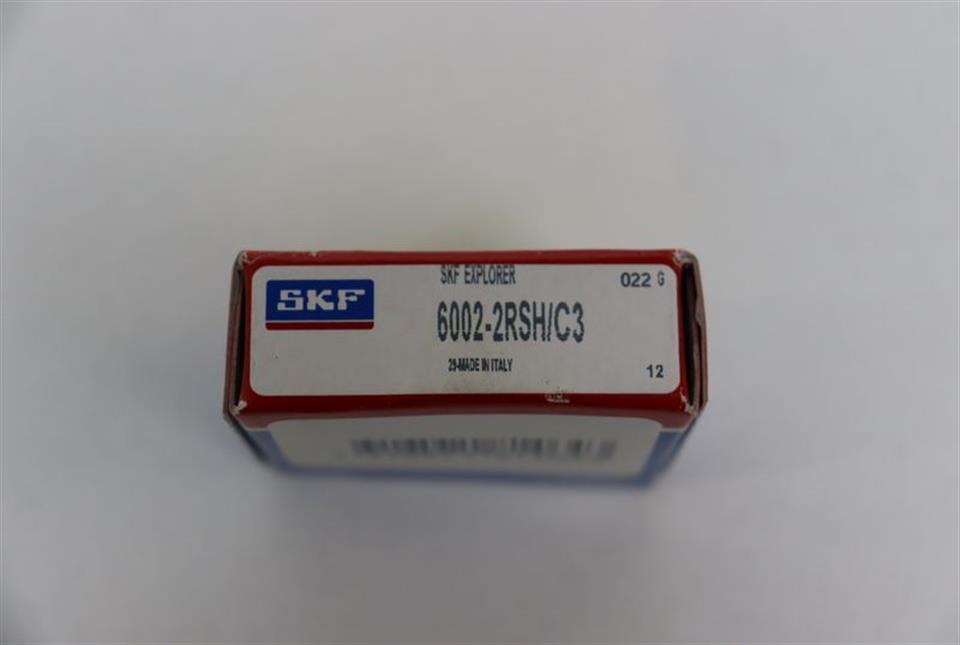 SKF
SKF EXPLORER
022 G
6002-2RSH/C3
29-MADE IN ITALY
12